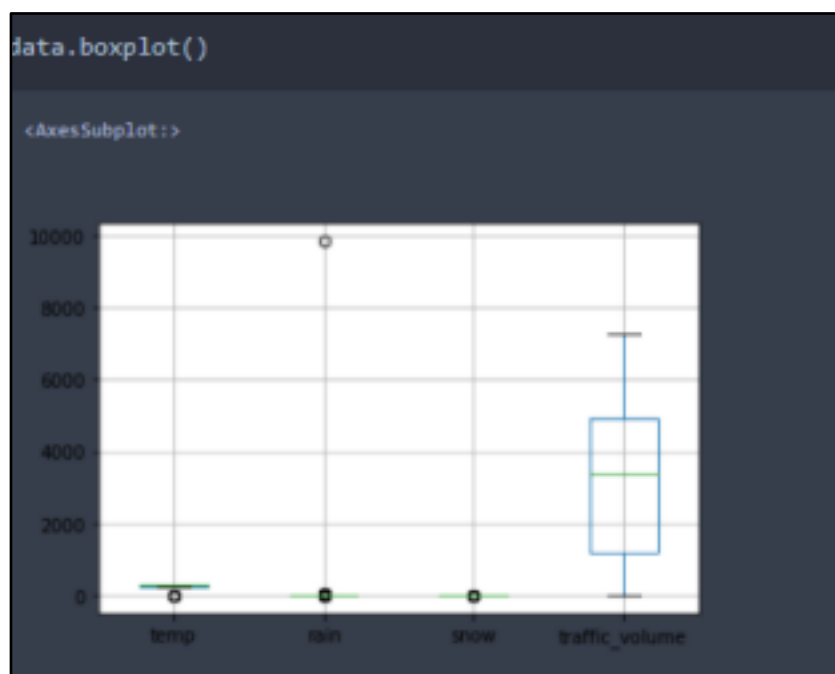 data.boxplot()
<AxesSubplot:>
10000
8000
6000
4000
2000
0
temp rain snow traffic_volume